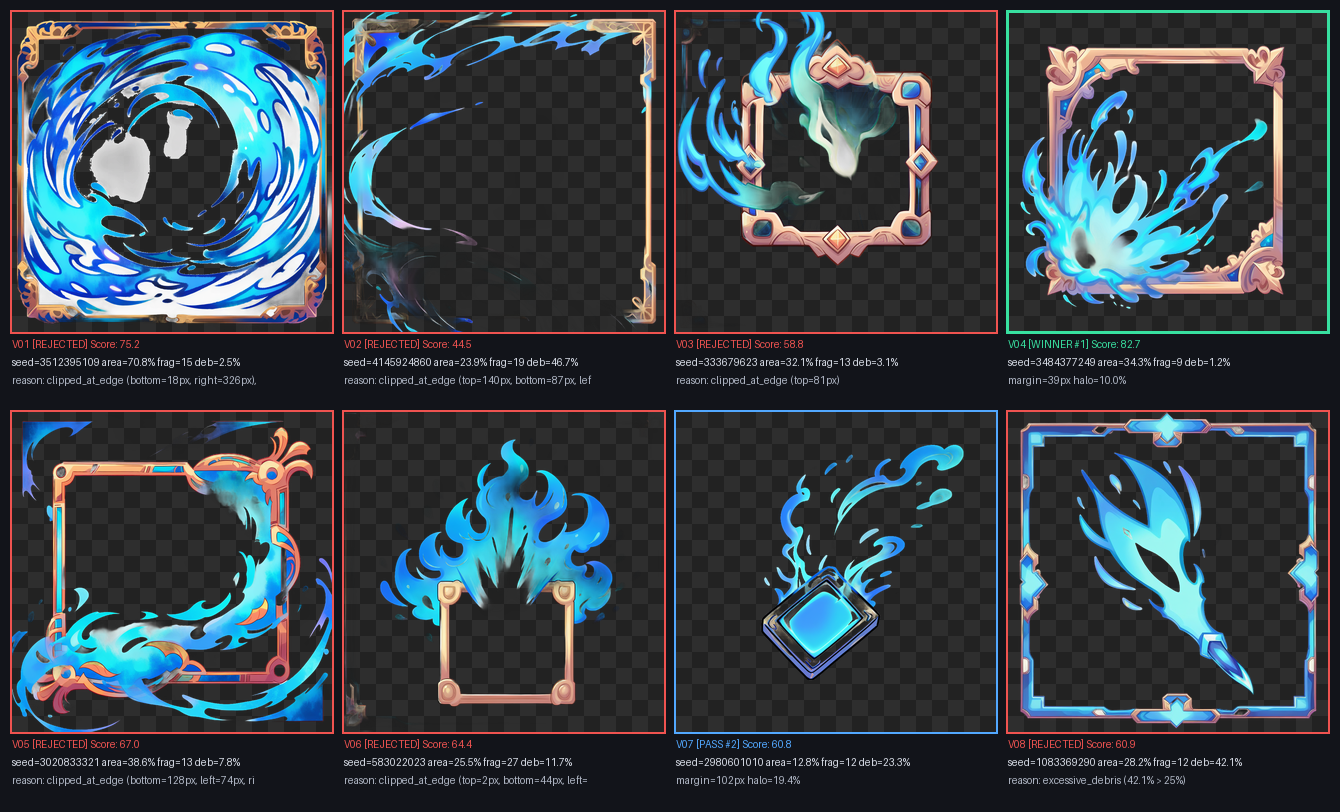 V01 [REJECTED] Score: 75.2
seed=3512395109 area=70.8% frag=15 deb=2.5%
reason: clipped_at_edge (bottom=18px, right=326px),
V02 [REJECTED] Score: 44.5
seed=4145924860 area=23.9% frag=19 deb=46.7%
reason: clipped_at_edge (top=140px, bottom=87px, lef
V03 [REJECTED] Score: 58.8
seed=333679623 area=32.1% frag=13 deb=3.1%
reason: clipped_at_edge (top=81px)
V04 [WINNER #1] Score: 82.7
seed=3484377249 area=34.3% frag=9 deb=1.2%
margin=39px halo=10.0%
V05 [REJECTED] Score: 67.0
seed=3020833321 area=38.6% frag=13 deb=7.8%
reason: clipped_at_edge (bottom=128px, left=74px, ri
V06 [REJECTED] Score: 64.4
seed=583022023 area=25.5% frag=27 deb=11.7%
reason: clipped_at_edge (top=2px, bottom=44px, left=
V07 [PASS #2] Score: 60.8
seed=2980601010 area=12.8% frag=12 deb=23.3%
margin=102px halo=19.4%
V08 [REJECTED] Score: 60.9
seed=1083369290 area=28.2% frag=12 deb=42.1%
reason: excessive_debris (42.1% > 25%)